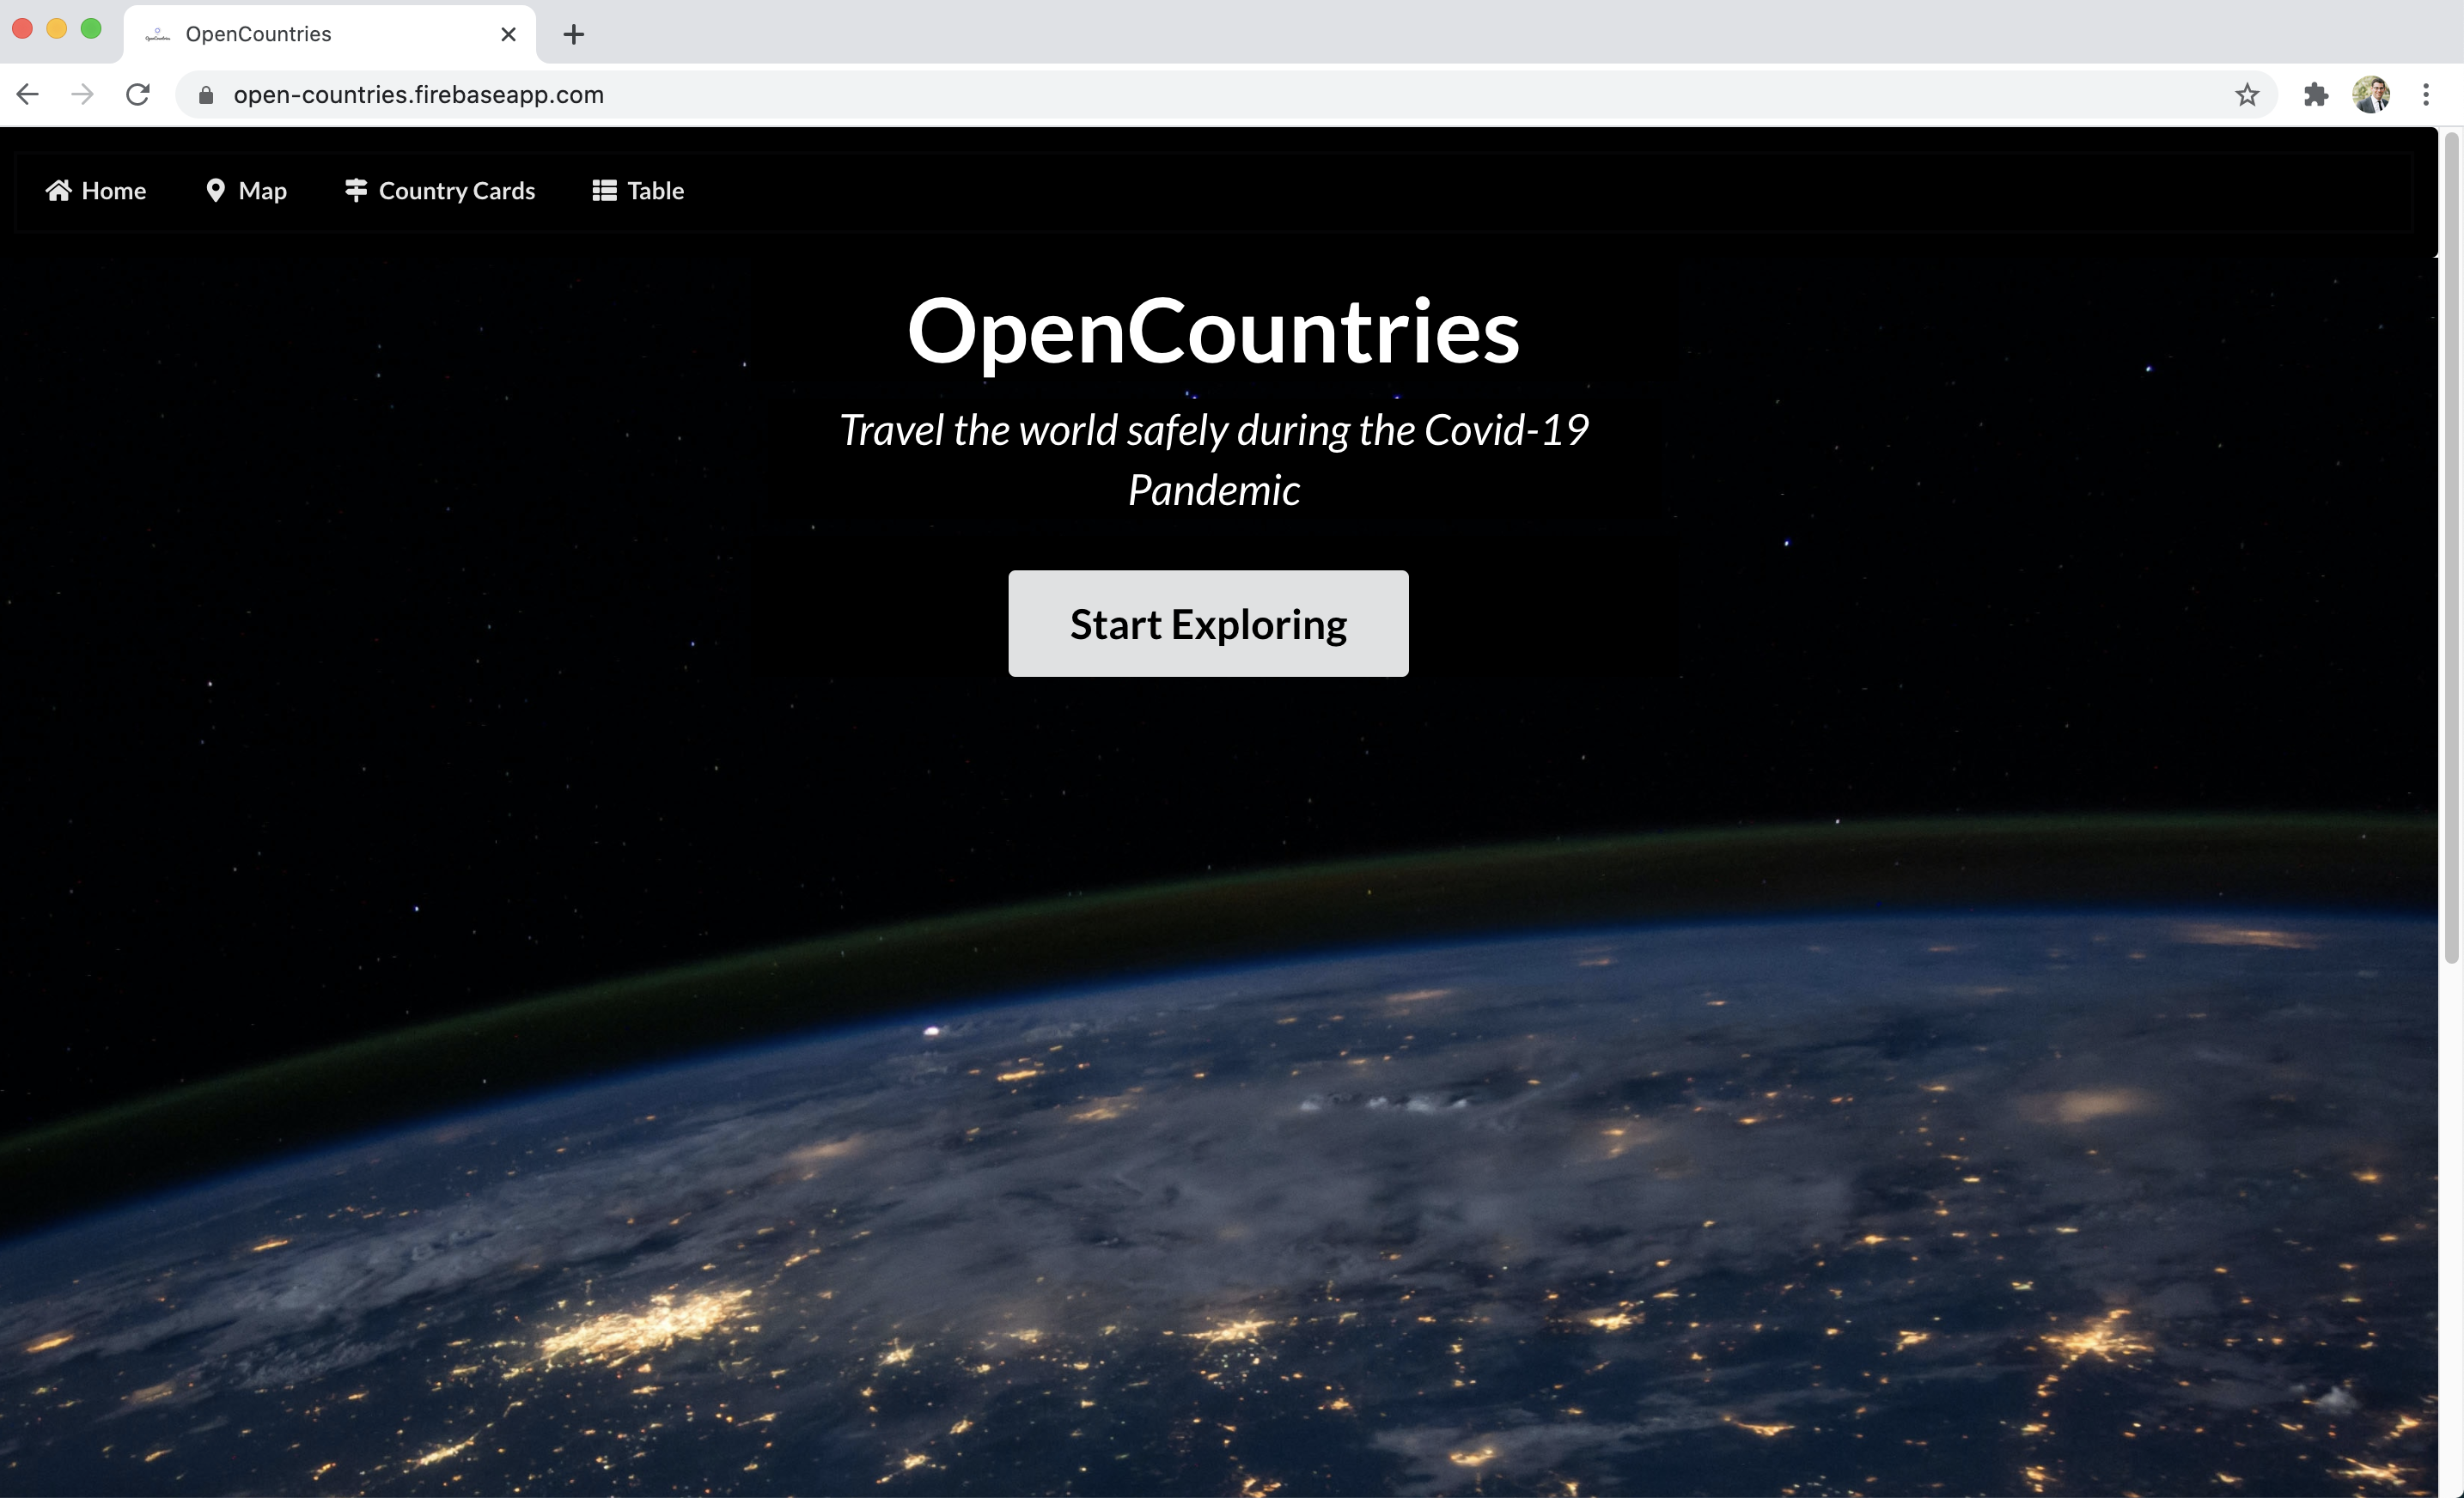 OpenCountries
open-countries.firebaseapp.com
Home Map Country Cards Table
OpenCountries
Travel the world safely during the Covid-19
Pandemic
Start Exploring